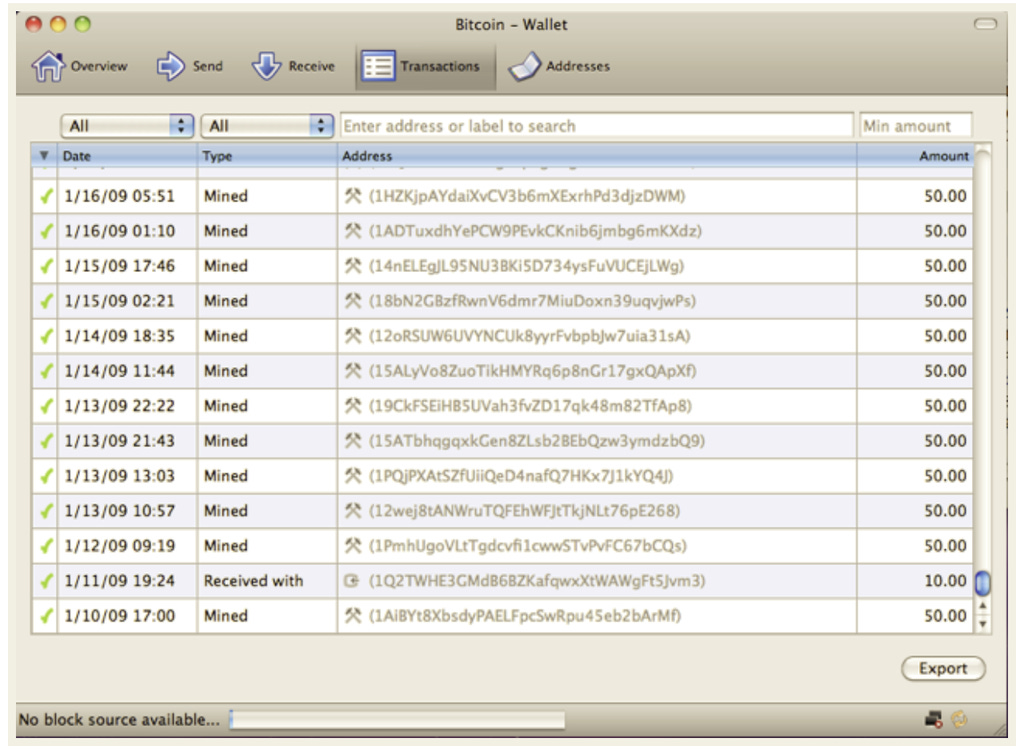 Bitcoin – Wallet
Overview Send Receive Transactions Addresses
All All Enter address or label to search Min amount
Date Type Address Amount
1/16/09 05:51 Mined (1HZKjpAYdaiXvCV3b6mXExrhPd3djzDWM) 50.00
1/16/09 01:10 Mined (1ADTuxdhYePCW9PEvkCKnib6jmbg6mKXdz) 50.00
1/15/09 17:46 Mined (14nELEgJL95NU3BKi5D734ysFuVUCEjLWg) 50.00
1/15/09 02:21 Mined (18bN2GBzfRwnV6dmr7MiuDoxn39uqvjwPs) 50.00
1/14/09 18:35 Mined (12oRSUW6UVYNCUk8yyrFvbpbJw7uia31sA) 50.00
1/14/09 11:44 Mined (15ALyVo8ZuoTikHMYRq6p8nGr17gxQApXf) 50.00
1/13/09 22:22 Mined (19CkFSEiHB5UVah3fvZD17qk48m82TfAp8) 50.00
1/13/09 21:43 Mined (15ATbhqgqxkGen8ZLsb2BEbQzw3ymdzbQ9) 50.00
1/13/09 13:03 Mined (1PQjPXAtSZfUiiQeD4nafQ7HKx7J1kYQ4J) 50.00
1/13/09 10:57 Mined (12wej8tANWruTQFEhWFJtTkjNLt76pE268) 50.00
1/12/09 09:19 Mined (1PmhUgoVLtTgdcvfi1cwwSTvPvFC67bCQs) 50.00
1/11/09 19:24 Received with (1Q2TWHE3GMdB6BZKafqwxXtWAWgFt5Jvm3) 10.00
1/10/09 17:00 Mined (1AiBYt8XbsdyPAELFpcSwRpu45eb2bArMf) 50.00
Export
No block source available...